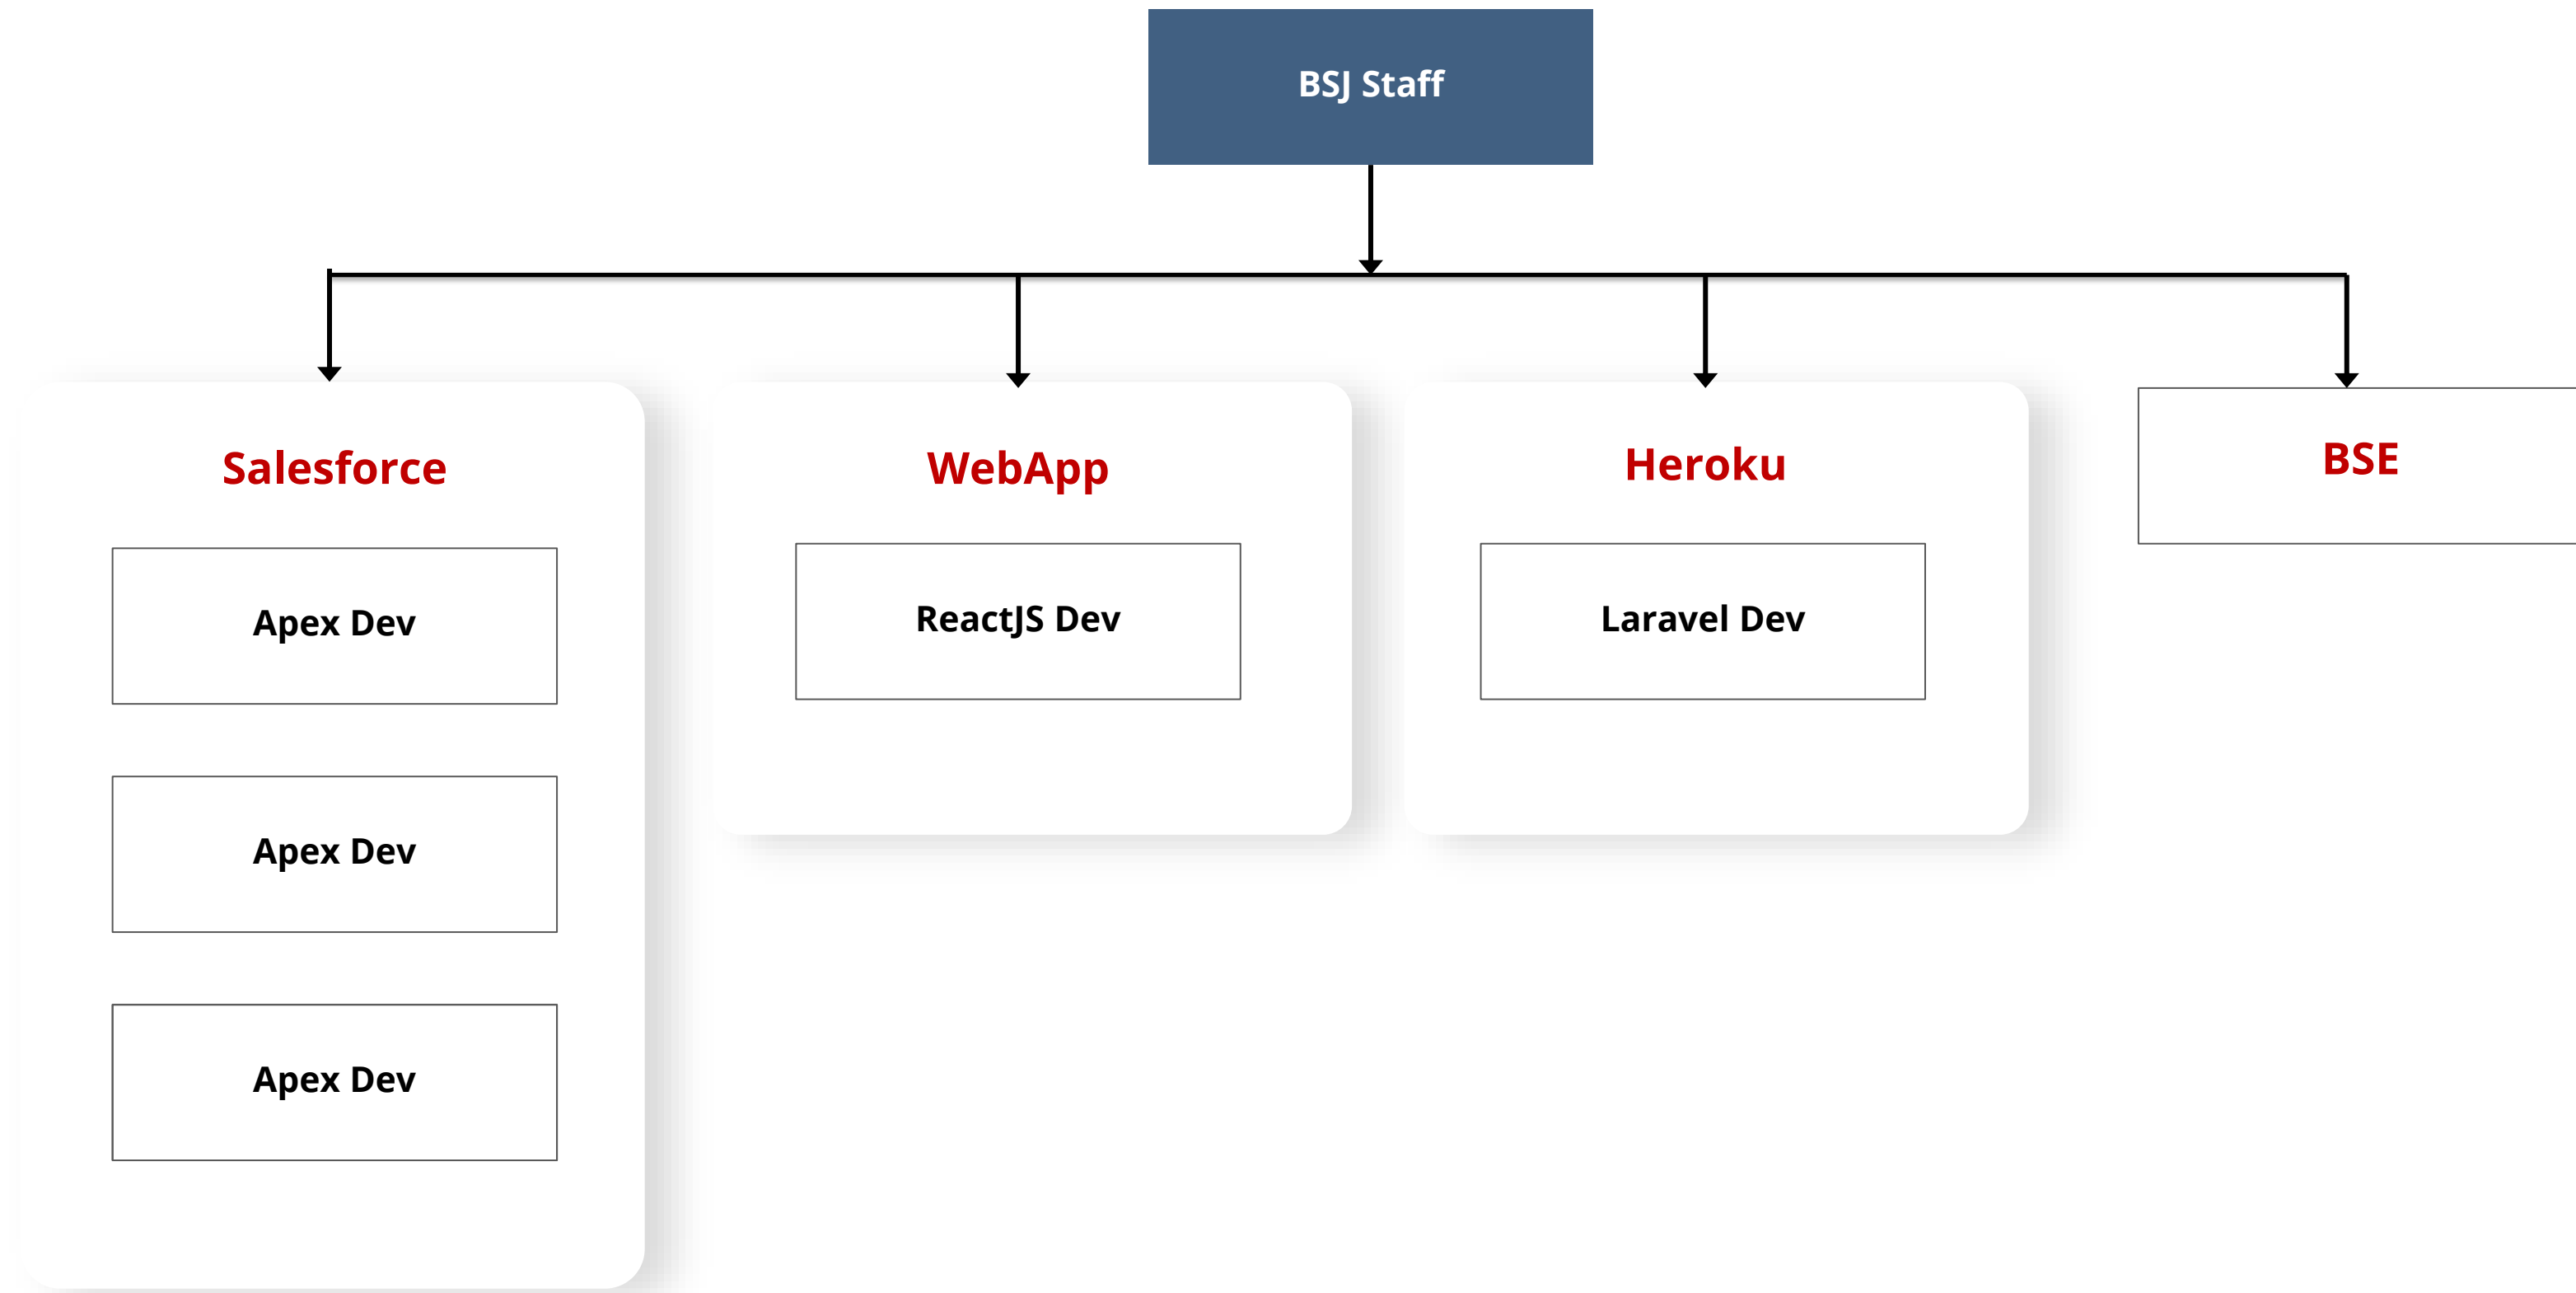 BSJ Staff
Salesforce
WebApp
Heroku
BSE
Apex Dev
ReactJS Dev
Laravel Dev
Apex Dev
Apex Dev